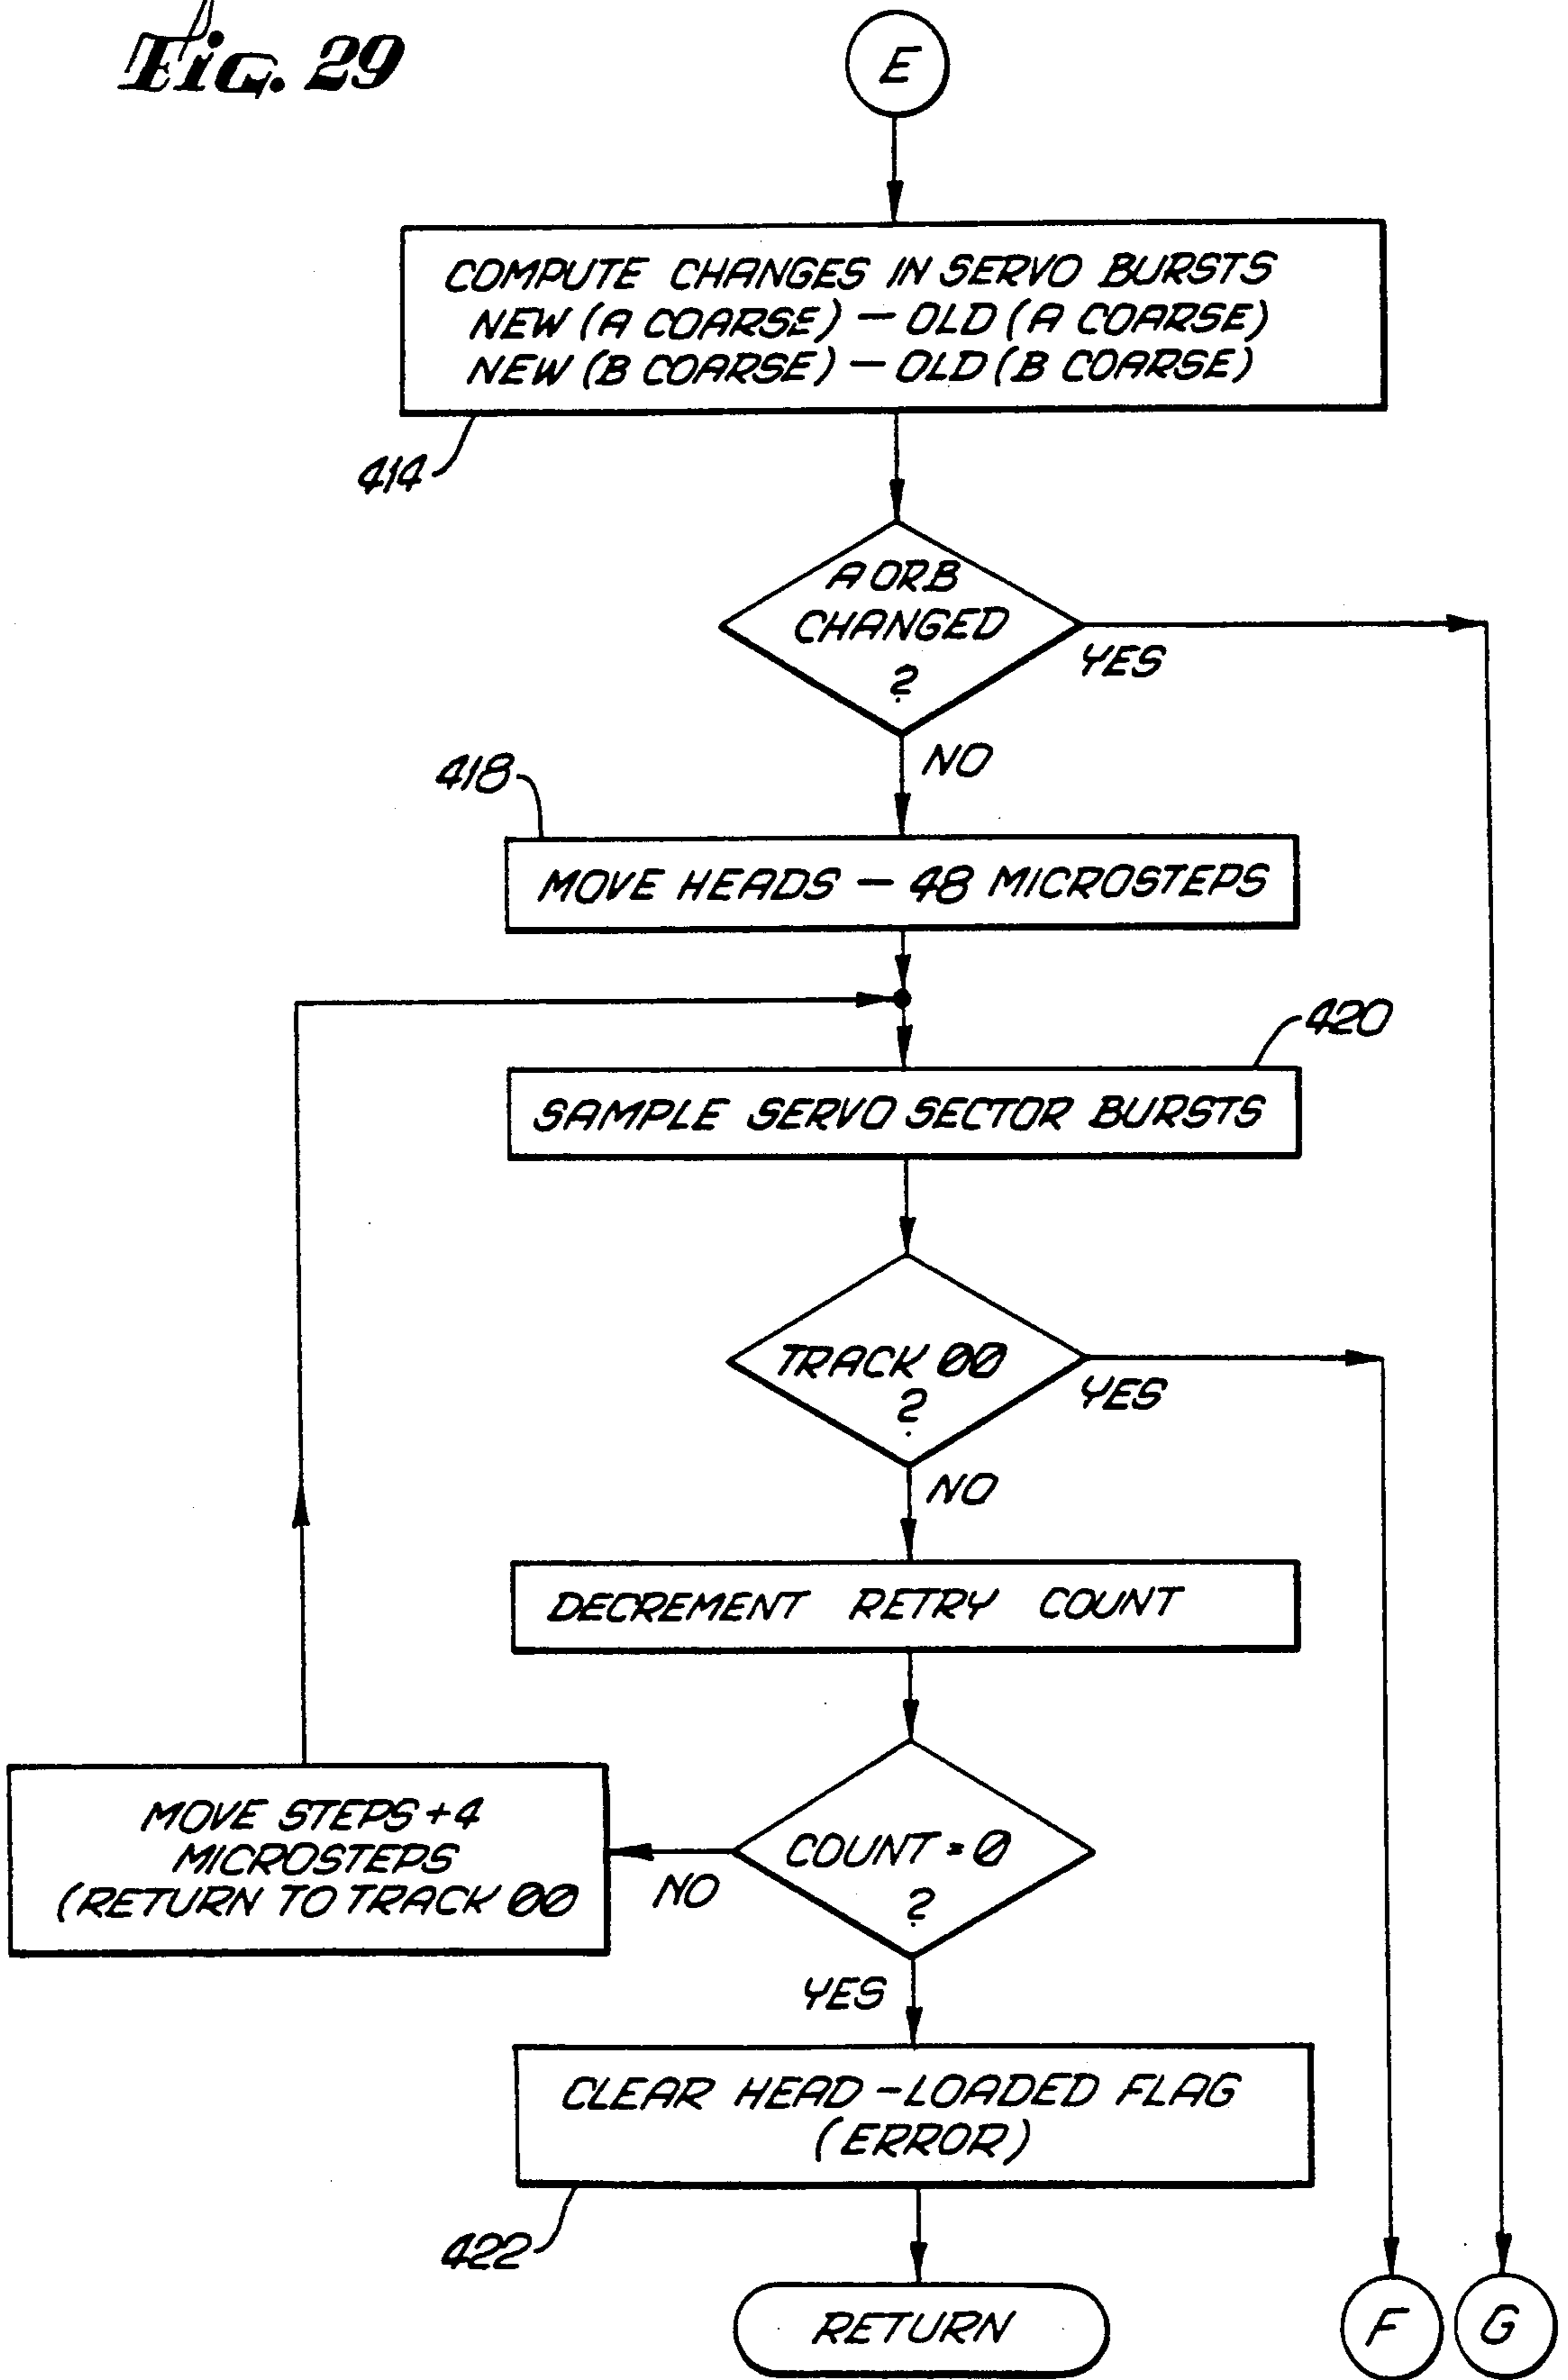 Fig. 29
E
COMPUTE CHANGES IN SERVO BURSTS
NEW (A COARSE) — OLD (A COARSE)
NEW (B COARSE) — OLD (B COARSE)
414
A OR B
CHANGED
?
YES
NO
418
MOVE HEADS — 48 MICROSTEPS
420
SAMPLE SERVO SECTOR BURSTS
TRACK 00
?
YES
NO
DECREMENT RETRY COUNT
MOVE STEPS +4
MICROSTEPS
(RETURN TO TRACK 00
NO
COUNT = 0
?
YES
CLEAR HEAD-LOADED FLAG
(ERROR)
422
RETURN
F
G